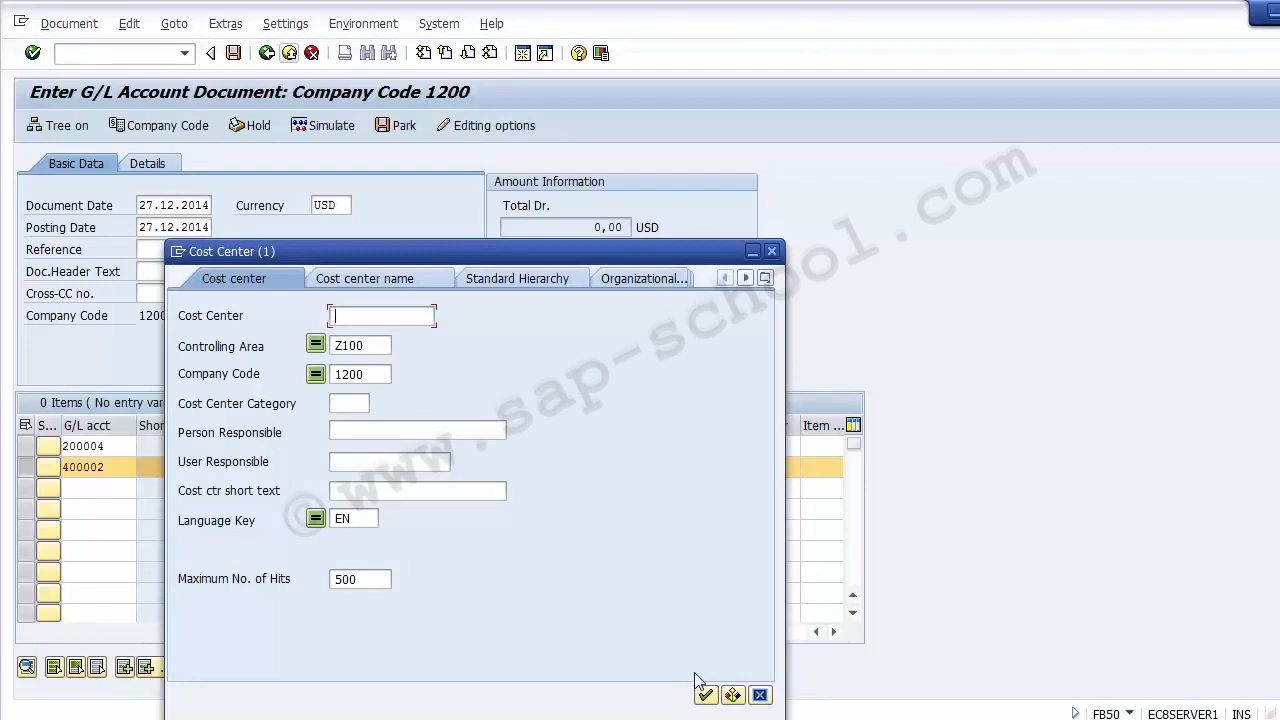 Document Edit Goto Extras Settings Environment System Help
Enter G/L Account Document: Company Code 1200
Tree on Company Code Hold Simulate Park Editing options
Basic Data Details
Amount Information
Document Date 27.12.2014 Currency USD
Total Dr.
Posting Date 27.12.2014
0,00 USD
Reference
Cost Center (1)
Doc.Header Text
Cost center Cost center name Standard Hierarchy Organizational...
Cross-CC no.
Company Code 1200
Cost Center
Controlling Area Z100
Company Code 1200
Cost Center Category
0 Items ( No entry var
S... G/L acct Shor
Item ...
Person Responsible
200004
User Responsible
400002
Cost ctr short text
Language Key EN
Maximum No. of Hits 500
FB50 EC8SERVER1 INS
© www.sap-school.com